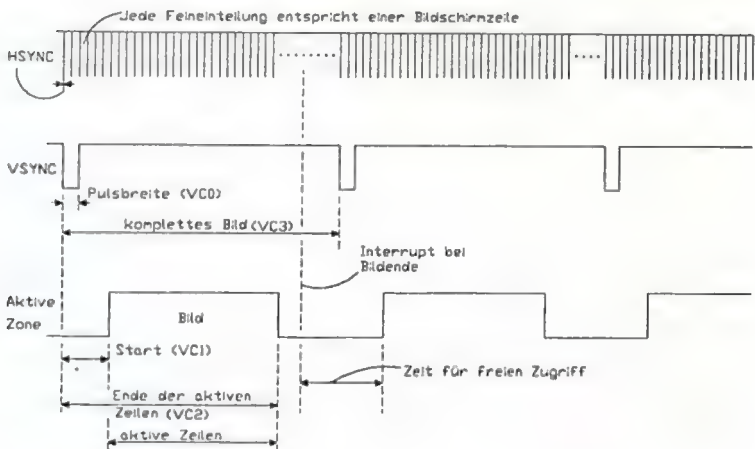 Jede Feineinteilung entspricht einer Bildschirmzeile
HSYNC
VSYNC
Pulsbreite (VC0)
komplettes Bild(VC3)
Interrupt bei
Bildende
Aktive
Zone
Bild
Start (VC1)
Zeit für freien Zugriff
Ende der aktiven
Zeilen (VC2)
aktive Zeilen